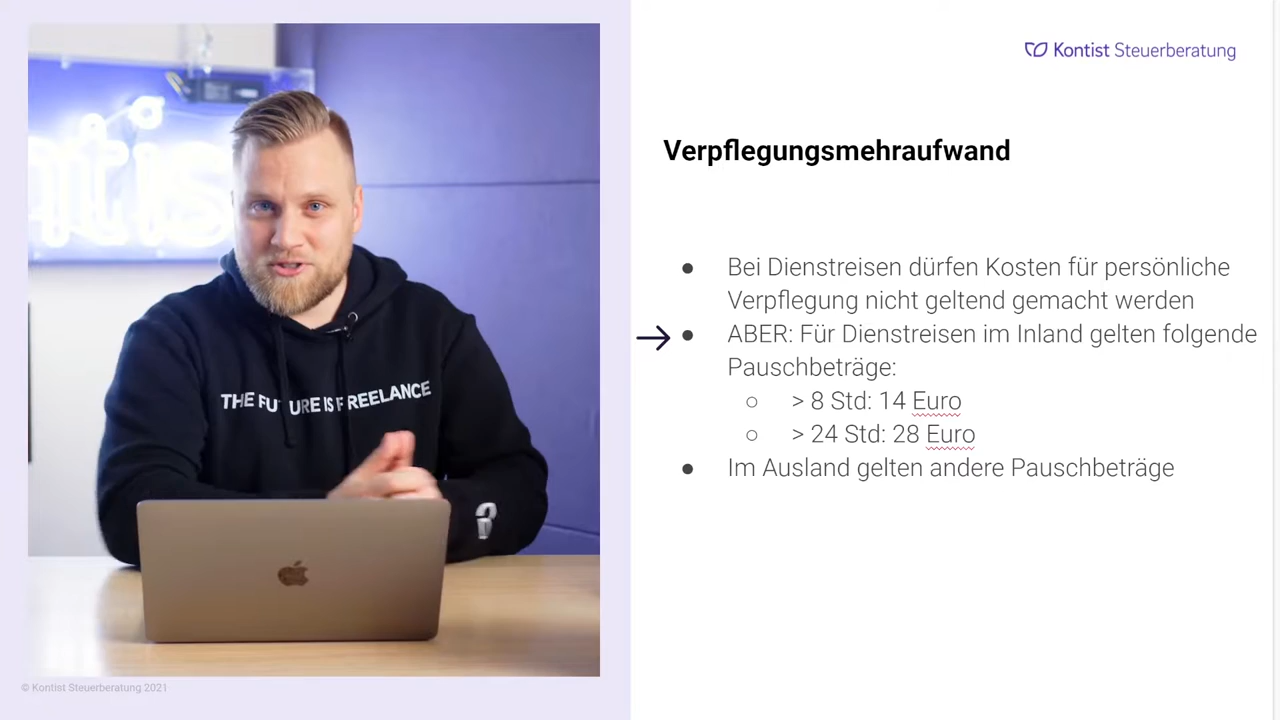 Kontist Steuerberatung
Verpflegungsmehraufwand
● Bei Dienstreisen dürfen Kosten für persönliche
Verpflegung nicht geltend gemacht werden
→ ● ABER: Für Dienstreisen im Inland gelten folgende
Pauschbeträge:
○ > 8 Std: 14 Euro
○ > 24 Std: 28 Euro
● Im Ausland gelten andere Pauschbeträge
THE FUTURE IS FREELANCE
© Kontist Steuerberatung 2021